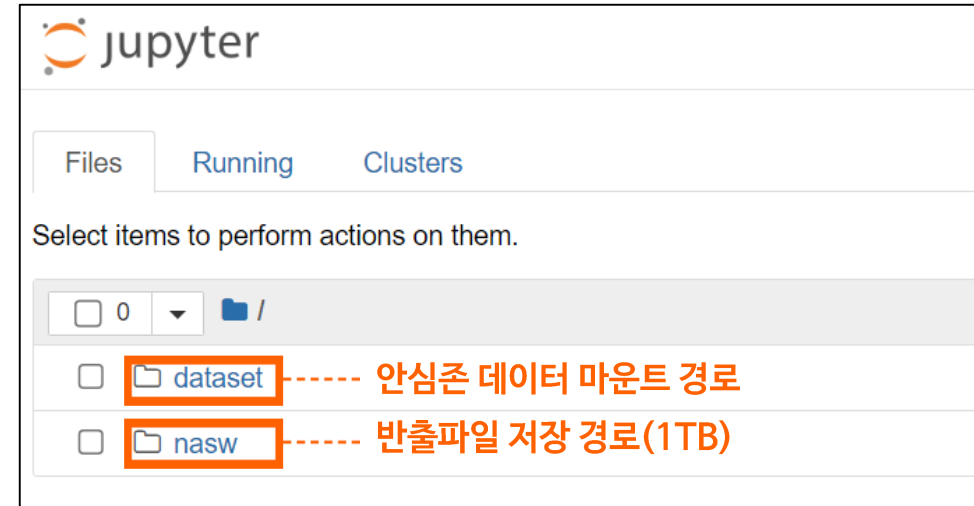 jupyter
Files Running Clusters
Select items to perform actions on them.
0 /
dataset 안심존 데이터 마운트 경로
nasw 반출파일 저장 경로(1TB)